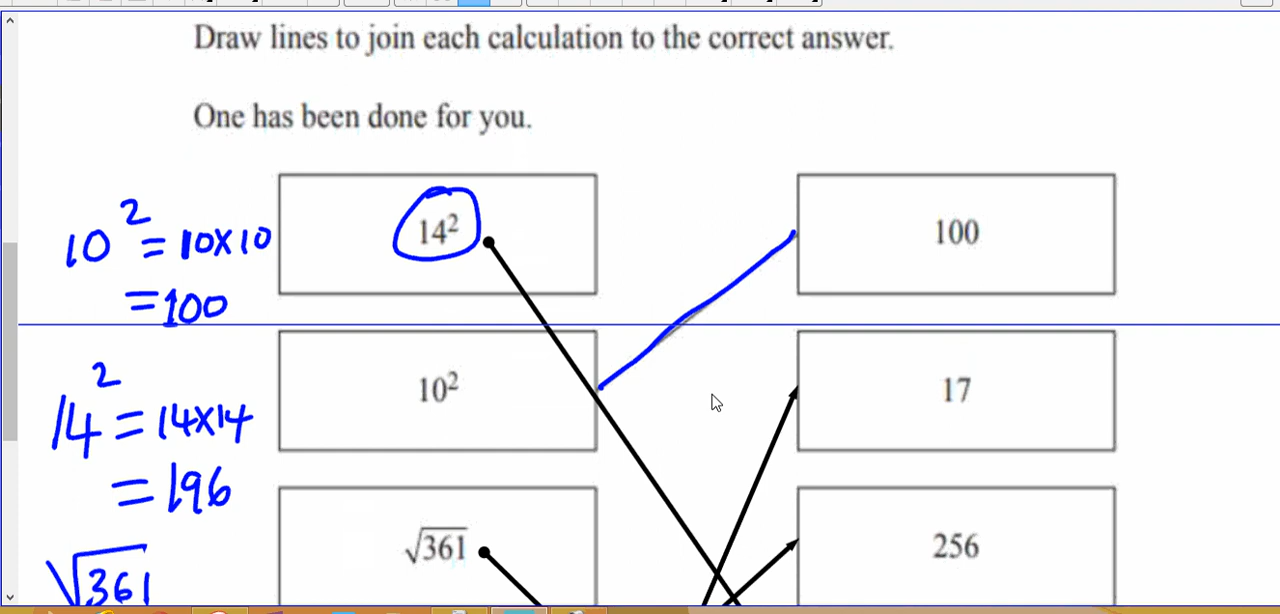 Draw lines to join each calculation to the correct answer.
One has been done for you.
10² = 10×10
= 100
14²
100
14² = 14×14
= 196
10²
17
√361
√361
256